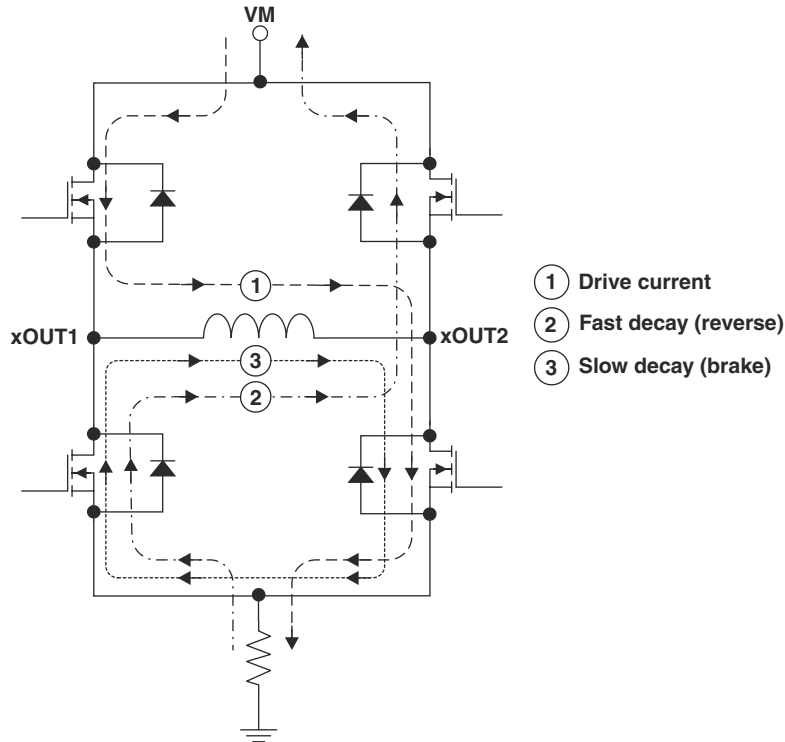 VM
1
xOUT1
xOUT2
3
2
1 Drive current
2 Fast decay (reverse)
3 Slow decay (brake)